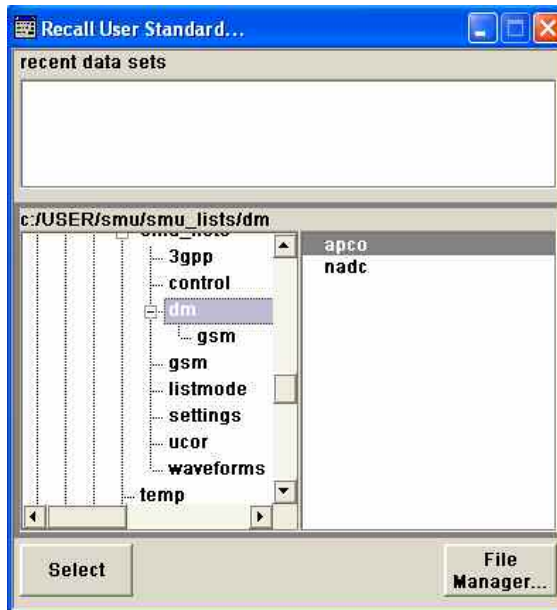 Recall User Standard...
recent data sets
c:/USER/smu/smu_lists/dm
smu_lists
3gpp
control
dm
gsm
gsm
listmode
settings
ucor
waveforms
temp
apco
nadc
Select
File
Manager...